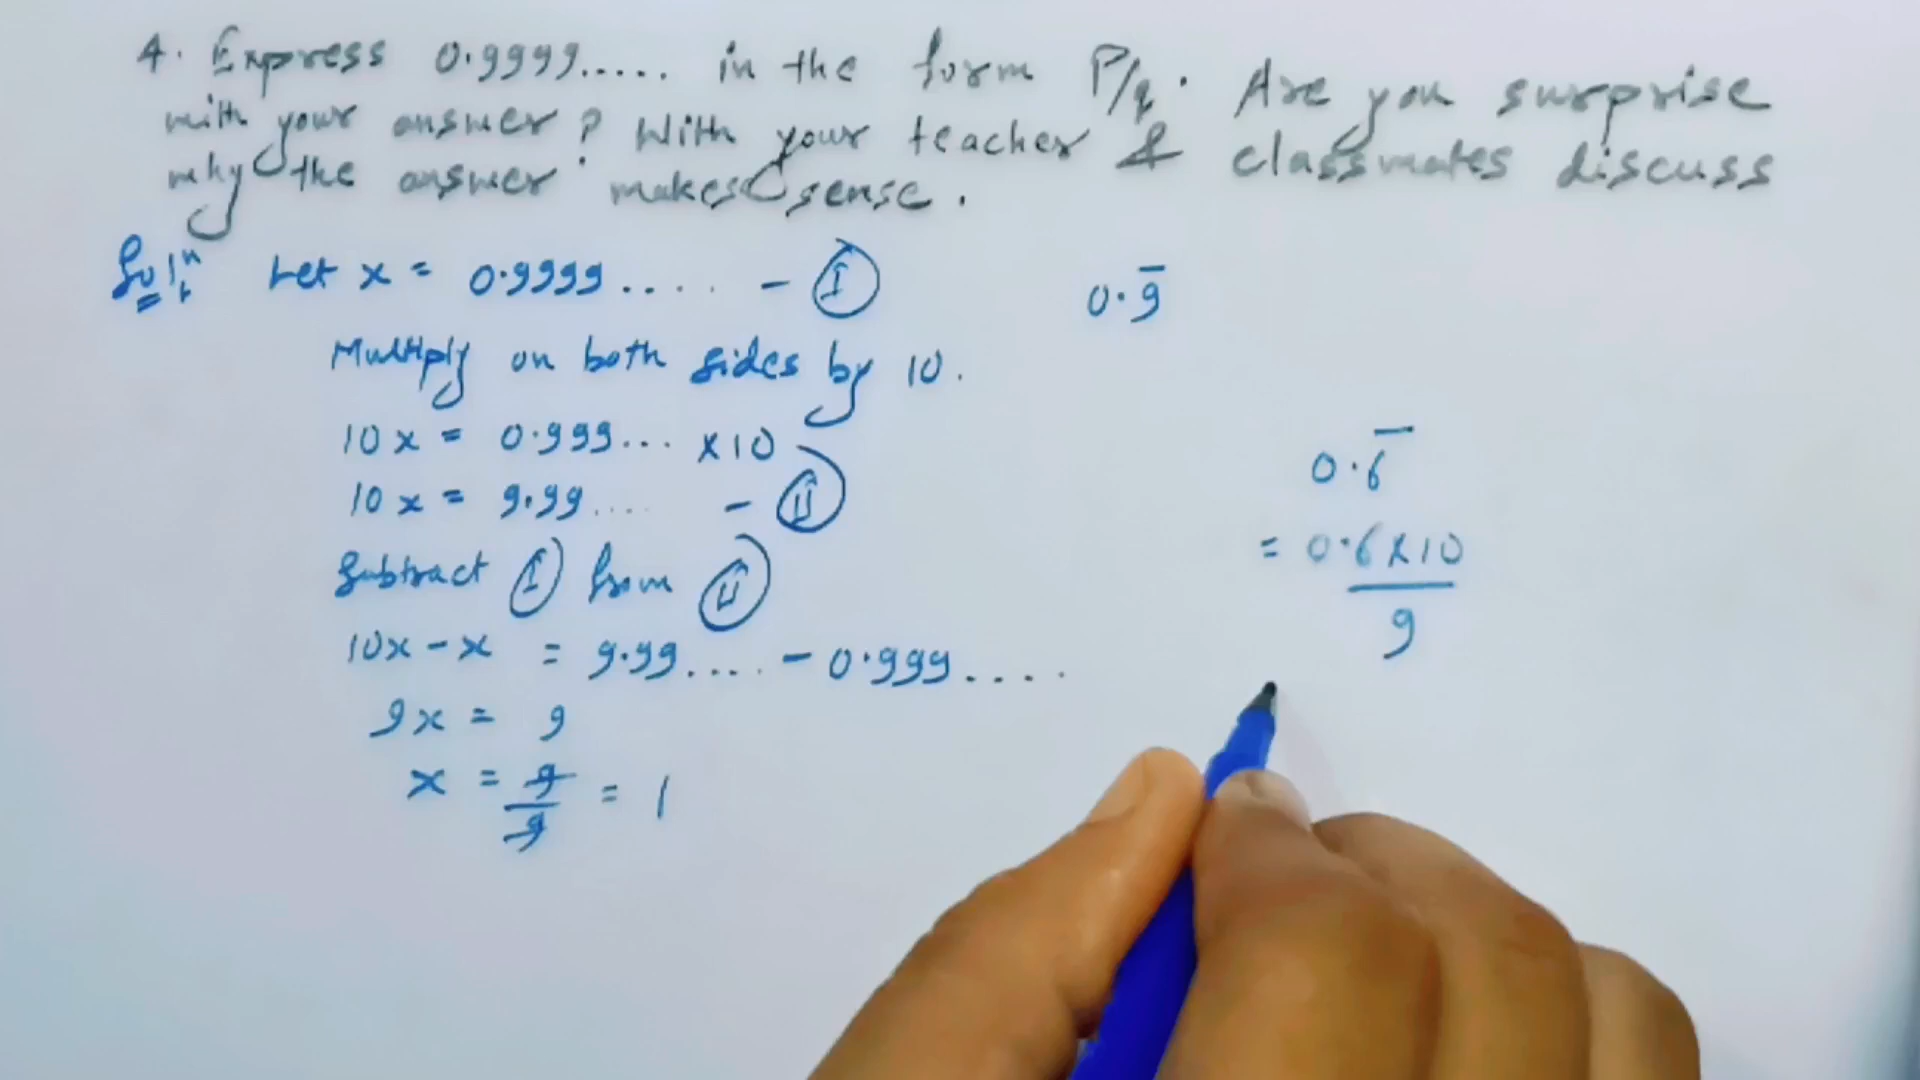 4. Express 0.9999..... in the form P/q. Are you surprise
with your answer? With your teacher & classmates discuss
why the answer makes sense.
Solⁿ, Let x = 0.9999..... - I
Multiply on both sides by 10.
10x = 0.999... x10
10x = 9.99.... - II
Subtract I from II
10x - x = 9.99.... - 0.999....
9x = 9
x = 9/9 = 1
0.9̅
0.6̅
= 0.6x10
9